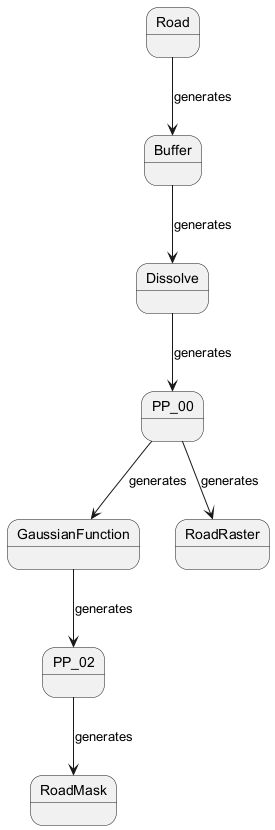 Road
generates
Buffer
generates
Dissolve
generates
PP_00
generates
generates
GaussianFunction
RoadRaster
generates
PP_02
generates
RoadMask